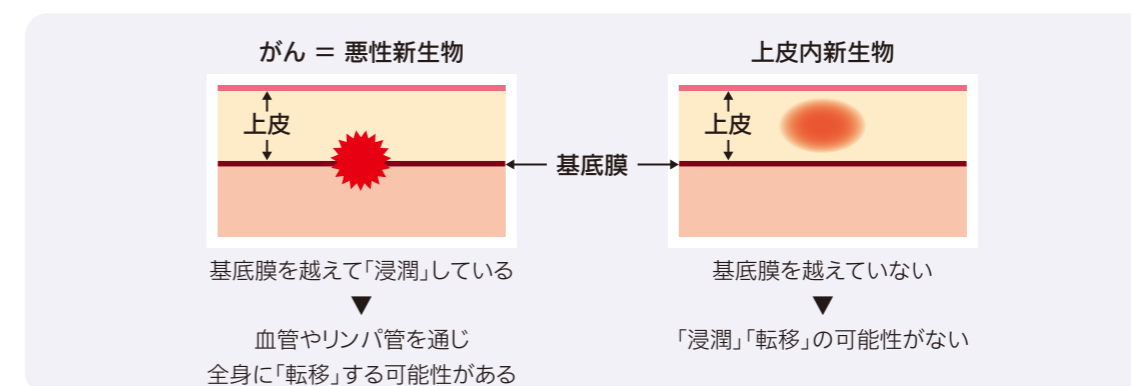 がん ＝ 悪性新生物
上皮
基底膜を越えて「浸潤」している
▼
血管やリンパ管を通じ
全身に「転移」する可能性がある
基底膜
上皮内新生物
上皮
基底膜を越えていない
▼
「浸潤」「転移」の可能性がない